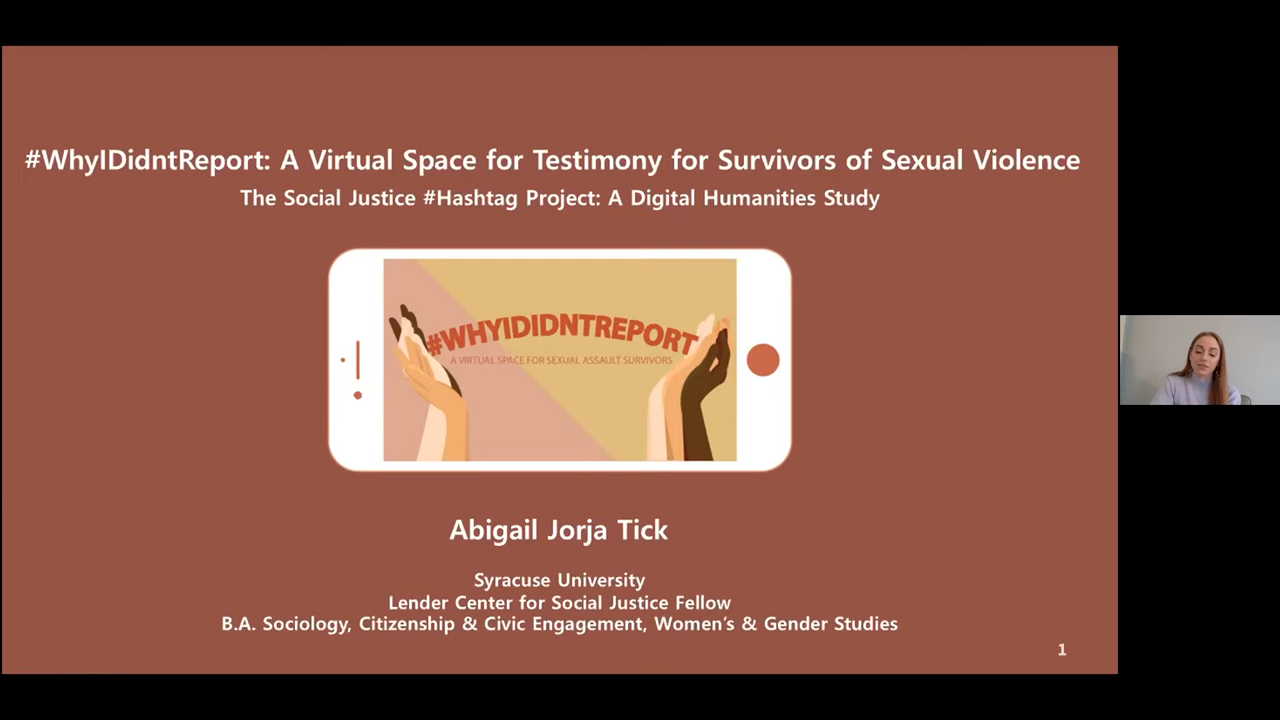 #WhyIDidntReport: A Virtual Space for Testimony for Survivors of Sexual Violence
The Social Justice #Hashtag Project: A Digital Humanities Study
#WHYIDIDNTREPORT
A VIRTUAL SPACE FOR SEXUAL ASSAULT SURVIVORS
Abigail Jorja Tick
Syracuse University
Lender Center for Social Justice Fellow
B.A. Sociology, Citizenship & Civic Engagement, Women's & Gender Studies
1